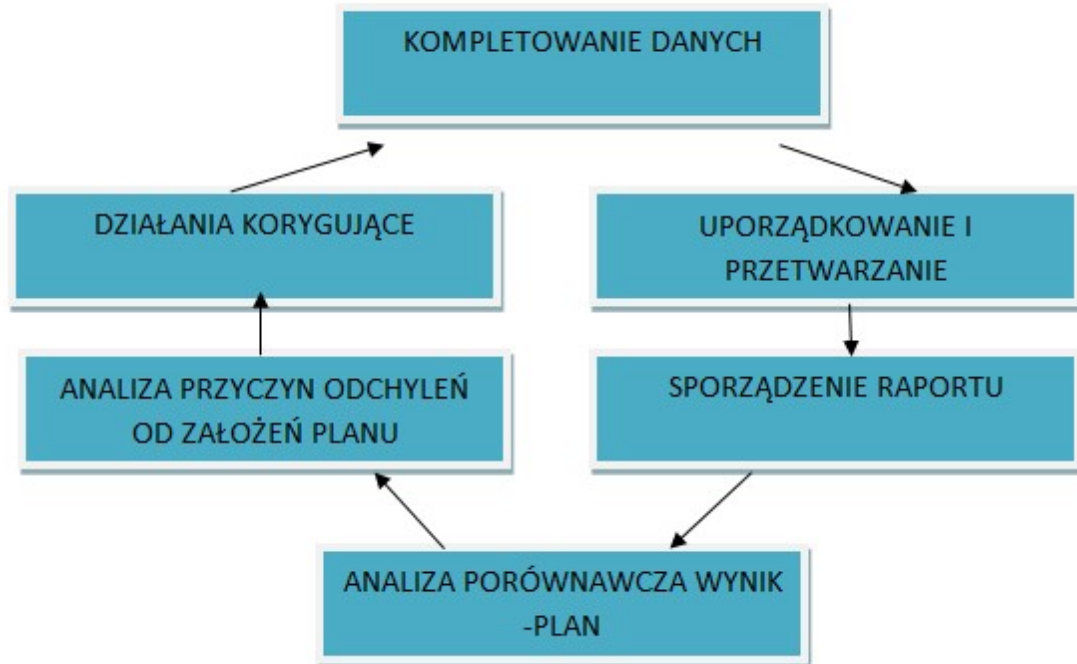 KOMPLETOWANIE DANYCH
DZIAŁANIA KORYGUJĄCE
UPORZĄDKOWANIE I
PRZETWARZANIE
ANALIZA PRZYCZYN ODCHYLEŃ
OD ZAŁOŻEŃ PLANU
SPORZĄDZENIE RAPORTU
ANALIZA PORÓWNAWCZA WYNIK
-PLAN